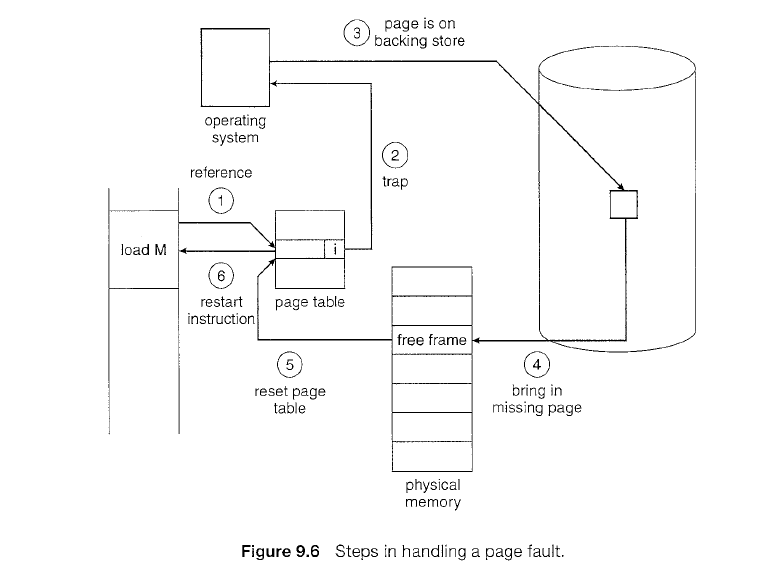 3
page is on
backing store
operating
system
2
trap
reference
1
load M
i
6
restart
instruction
page table
free frame
5
reset page
table
4
bring in
missing page
physical
memory
Figure 9.6 Steps in handling a page fault.